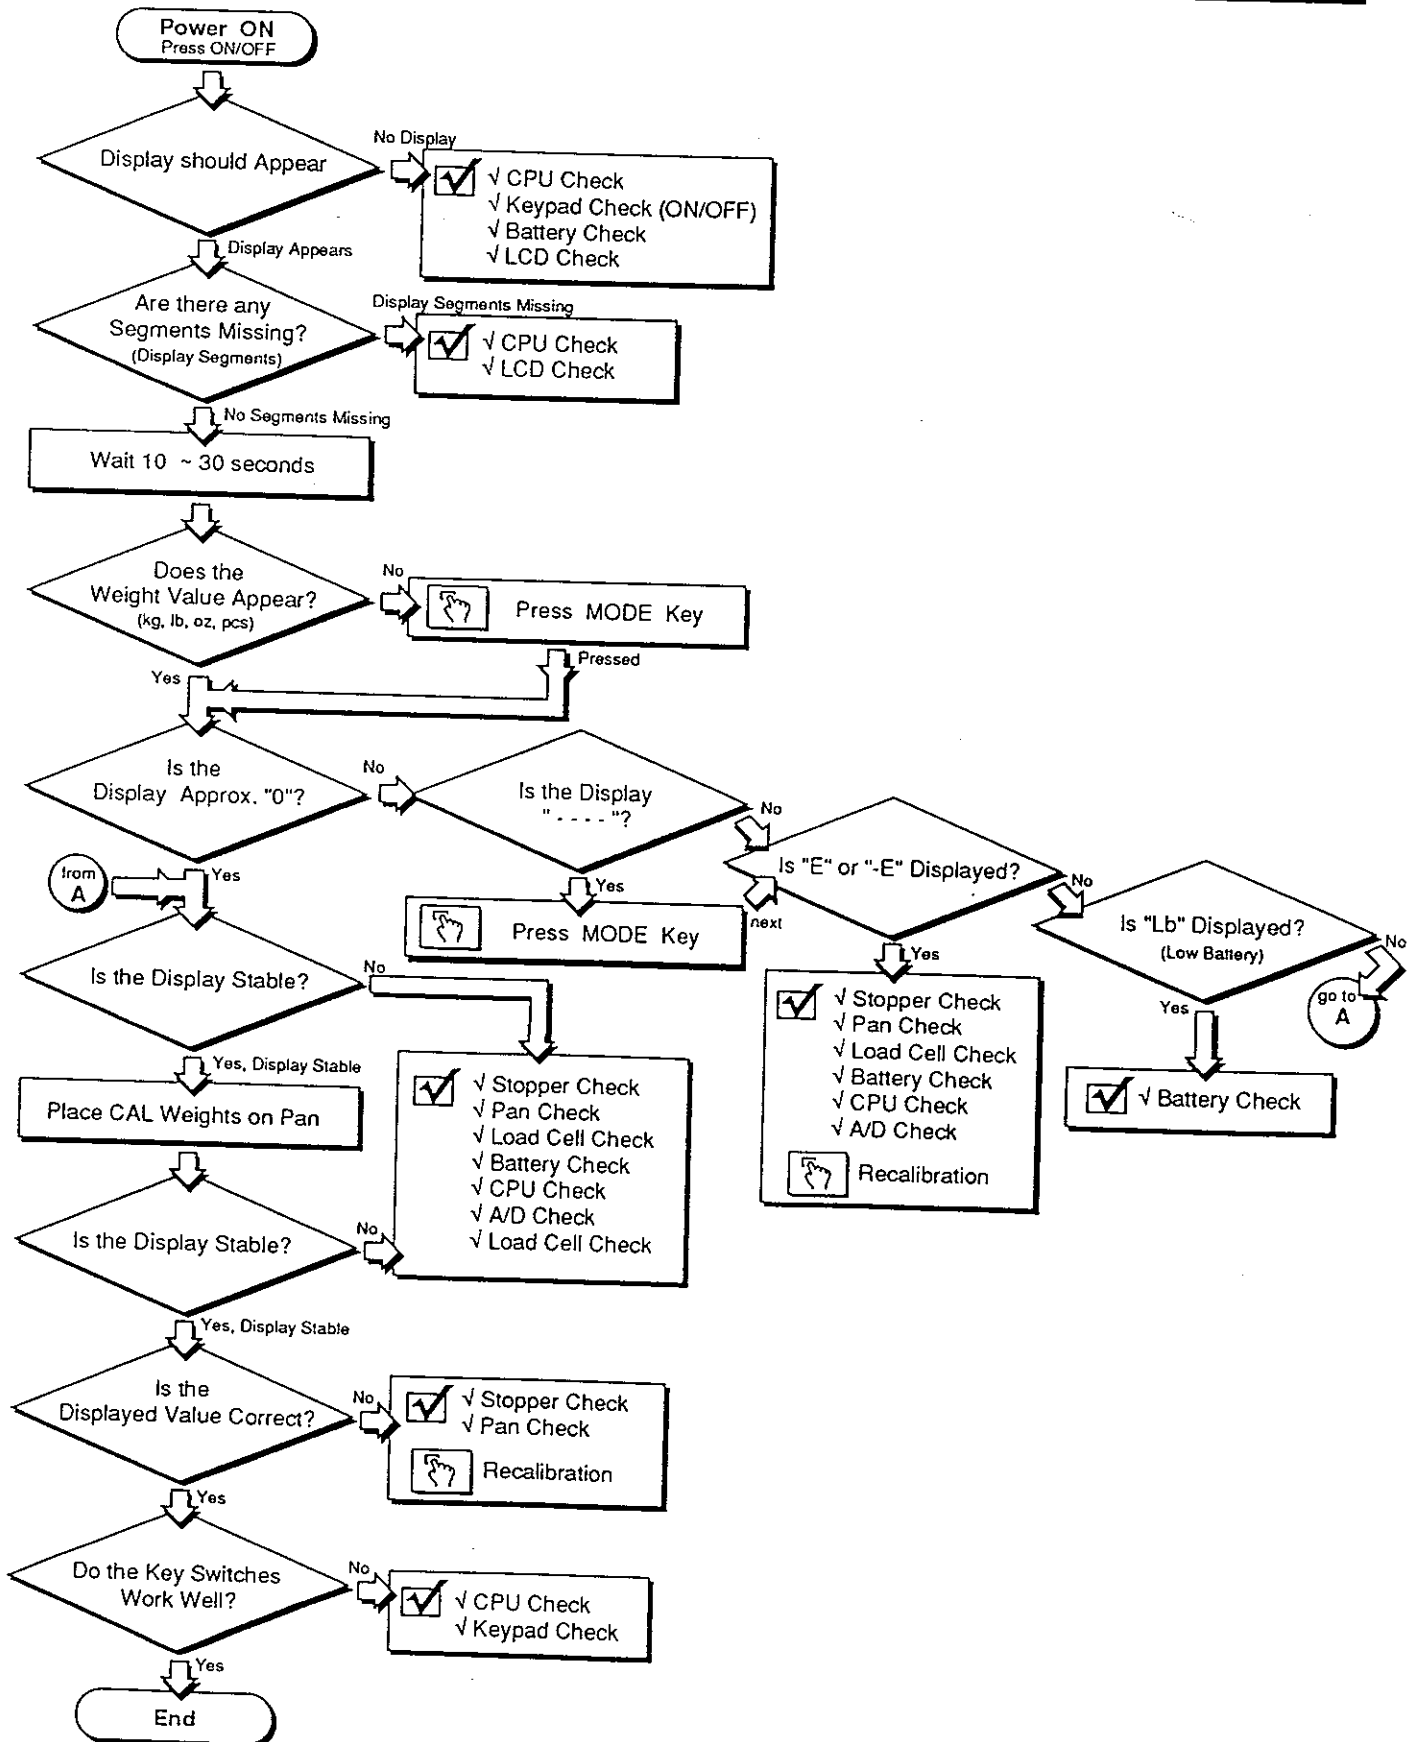 Power ON
Press ON/OFF
Display should Appear
No Display
√ CPU Check
√ Keypad Check (ON/OFF)
√ Battery Check
√ LCD Check
Display Appears
Are there any
Segments Missing?
(Display Segments)
Display Segments Missing
√ CPU Check
√ LCD Check
No Segments Missing
Wait 10 ~ 30 seconds
Does the
Weight Value Appear?
(kg, lb, oz, pcs)
No
Press MODE Key
Pressed
Yes
Is the
Display Approx. "0"?
No
Is the Display
" - - - - "?
No
Yes
Press MODE Key
next
Is "E" or "-E" Displayed?
No
Yes
√ Stopper Check
√ Pan Check
√ Load Cell Check
√ Battery Check
√ CPU Check
√ A/D Check
Recalibration
Is "Lb" Displayed?
(Low Battery)
No
go to
A
Yes
√ Battery Check
from
A
Yes
Is the Display Stable?
No
Yes, Display Stable
√ Stopper Check
√ Pan Check
√ Load Cell Check
√ Battery Check
√ CPU Check
√ A/D Check
√ Load Cell Check
Place CAL Weights on Pan
Is the Display Stable?
No
Yes, Display Stable
Is the
Displayed Value Correct?
No
√ Stopper Check
√ Pan Check
Recalibration
Yes
Do the Key Switches
Work Well?
No
√ CPU Check
√ Keypad Check
Yes
End